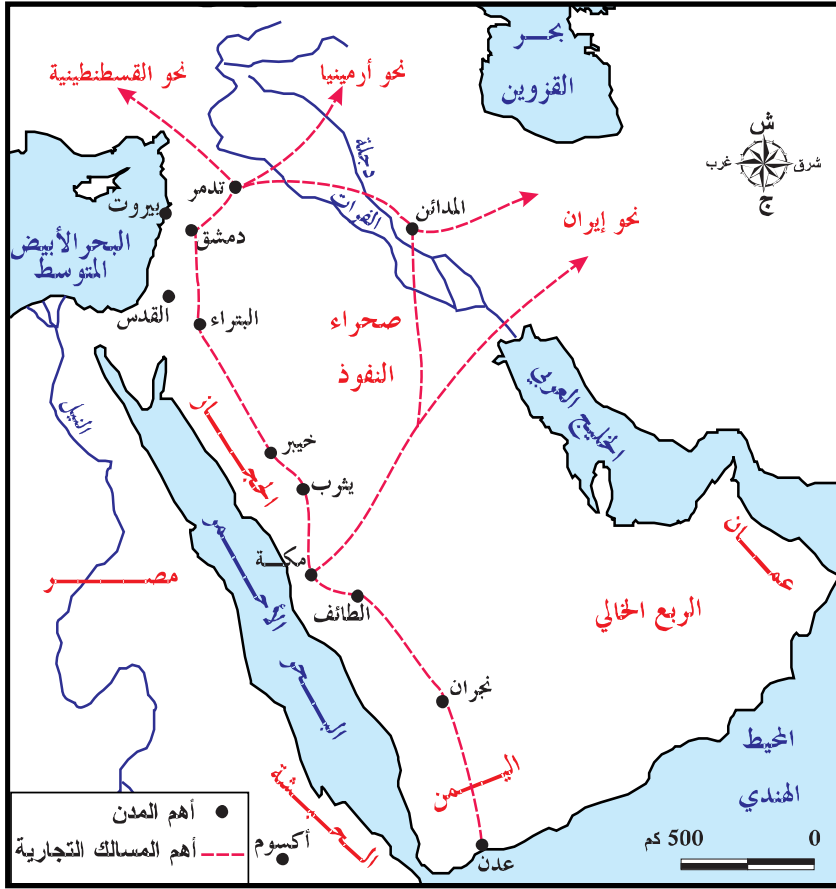 بحر
القزوين
نحو أرمينيا
نحو القسطنطينية
ش
شرق
غرب
ج
دجلة
الفرات
تدمر
بيروت
دمشق
المدائن
نحو إيران
البحر الأبيض
المتوسط
القدس
البتراء
صحراء
النفوذ
النيل
الخليج العربي
الحجاز
خيبر
يثرب
مكة
الطائف
مصر
البحر الأحمر
عمان
الربع الخالي
نجران
اليمن
المحيط
الهندي
الحبشة
أكسوم
عدن
أهم المدن
أهم المسالك التجارية
500 كم
0